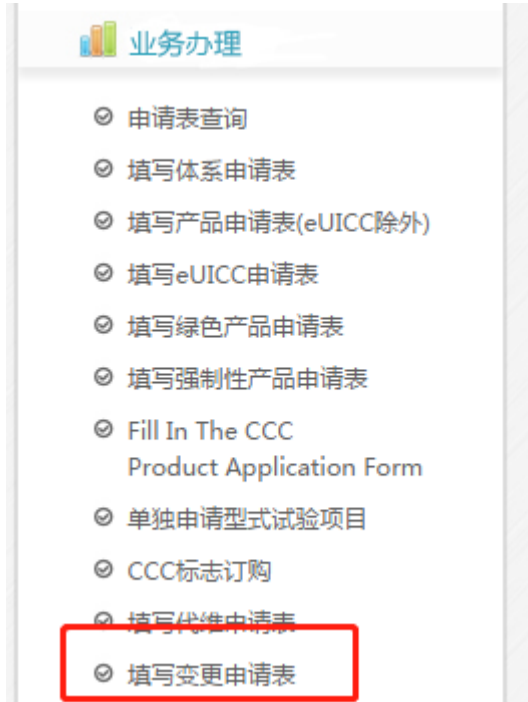 业务办理
申请表查询
填写体系申请表
填写产品申请表(eUICC除外)
填写eUICC申请表
填写绿色产品申请表
填写强制性产品申请表
Fill In The CCC
Product Application Form
单独申请型式试验项目
CCC标志订购
填写代维申请表
填写变更申请表